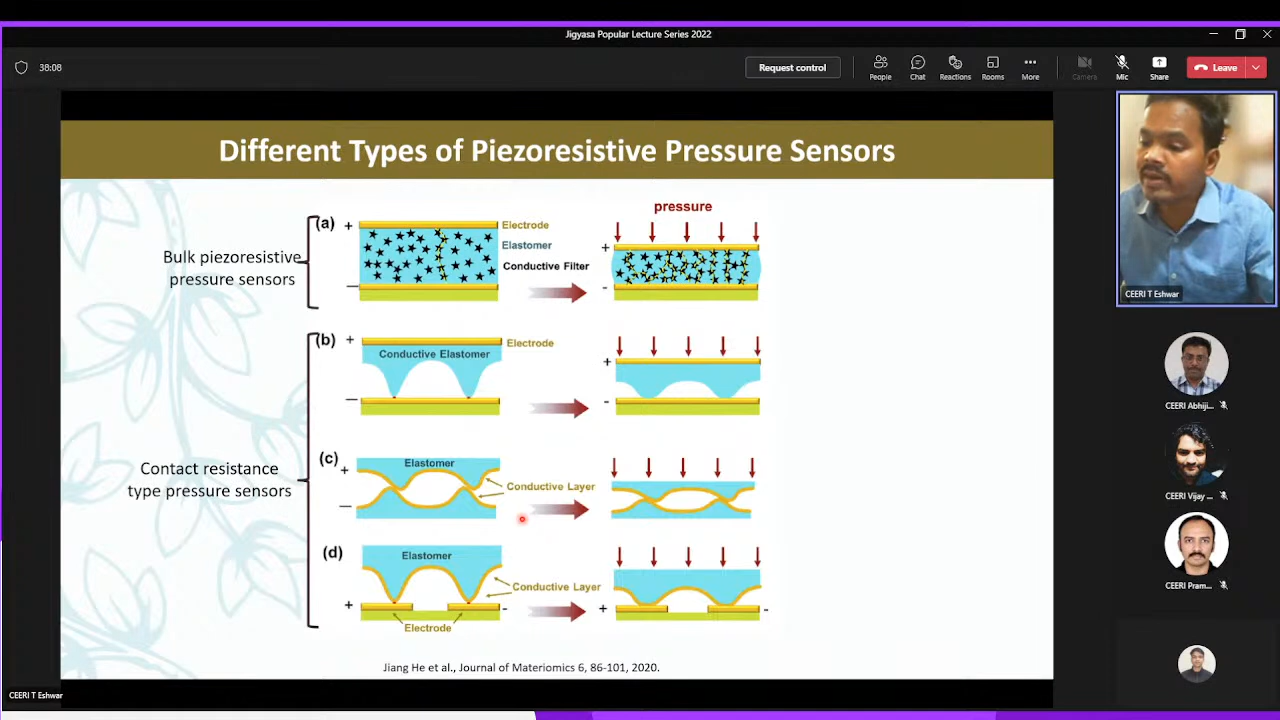 Jigyasa Popular Lecture Series 2022
38:08
Request control
People
Chat
Reactions
Rooms
More
Camera
Mic
Share
Leave
Different Types of Piezoresistive Pressure Sensors
pressure
Bulk piezoresistive
pressure sensors
(a)
+
Electrode
Elastomer
Conductive Filter
—
+
-
(b)
+
Conductive Elastomer
Electrode
—
+
-
Contact resistance
type pressure sensors
(c)
+
Elastomer
Conductive Layer
—
(d)
Elastomer
Conductive Layer
+
-
Electrode
+
-
Jiang He et al., Journal of Materiomics 6, 86-101, 2020.
CEERI T Eshwar
CEERI T Eshwar
CEERI Abhiji...
CEERI Vijay ...
CEERI Pram...